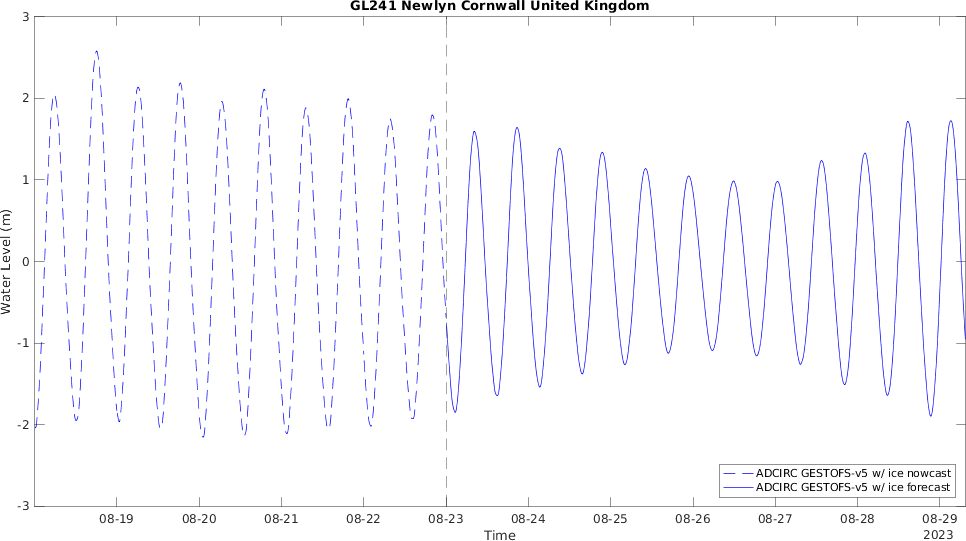 GL241 Newlyn Cornwall United Kingdom
3
2
1
0
-1
-2
-3
Water Level (m)
ADCIRC GESTOFS-v5 w/ ice nowcast
ADCIRC GESTOFS-v5 w/ ice forecast
08-19 08-20 08-21 08-22 08-23 08-24 08-25 08-26 08-27 08-28 08-29
Time 2023